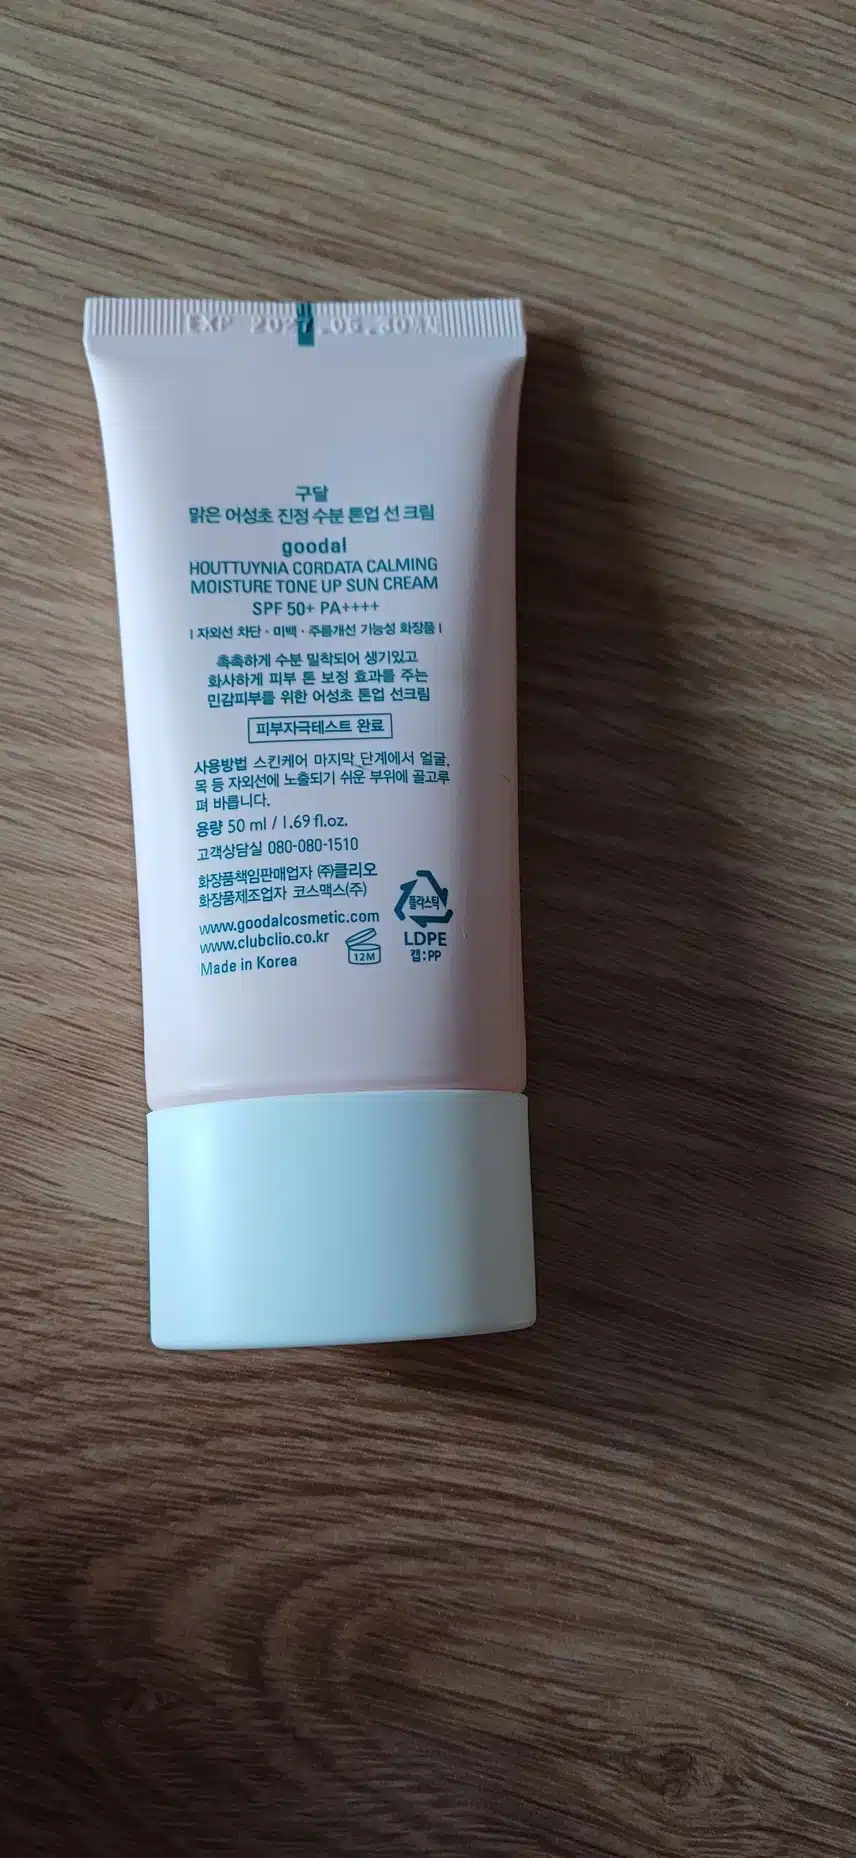 EXP 2027.06.30
구달
맑은 어성초 진정 수분 톤업 선 크림
goodal
HOUTTUYNIA CORDATA CALMING
MOISTURE TONE UP SUN CREAM
SPF 50+ PA++++
| 자외선 차단 · 미백 · 주름개선 기능성 화장품 |
촉촉하게 수분 밀착되어 생기있고
화사하게 피부 톤 보정 효과를 주는
민감피부를 위한 어성초 톤업 선크림
피부자극테스트 완료
사용방법 스킨케어 마지막 단계에서 얼굴,
목 등 자외선에 노출되기 쉬운 부위에 골고루
펴 바릅니다.
용량 50 ml / 1.69 fl.oz.
고객상담실 080-080-1510
화장품책임판매업자 ㈜클리오
화장품제조업자 코스맥스(주)
www.goodalcosmetic.com
www.clubclio.co.kr
Made in Korea
12M
플라스틱
LDPE
캡:PP